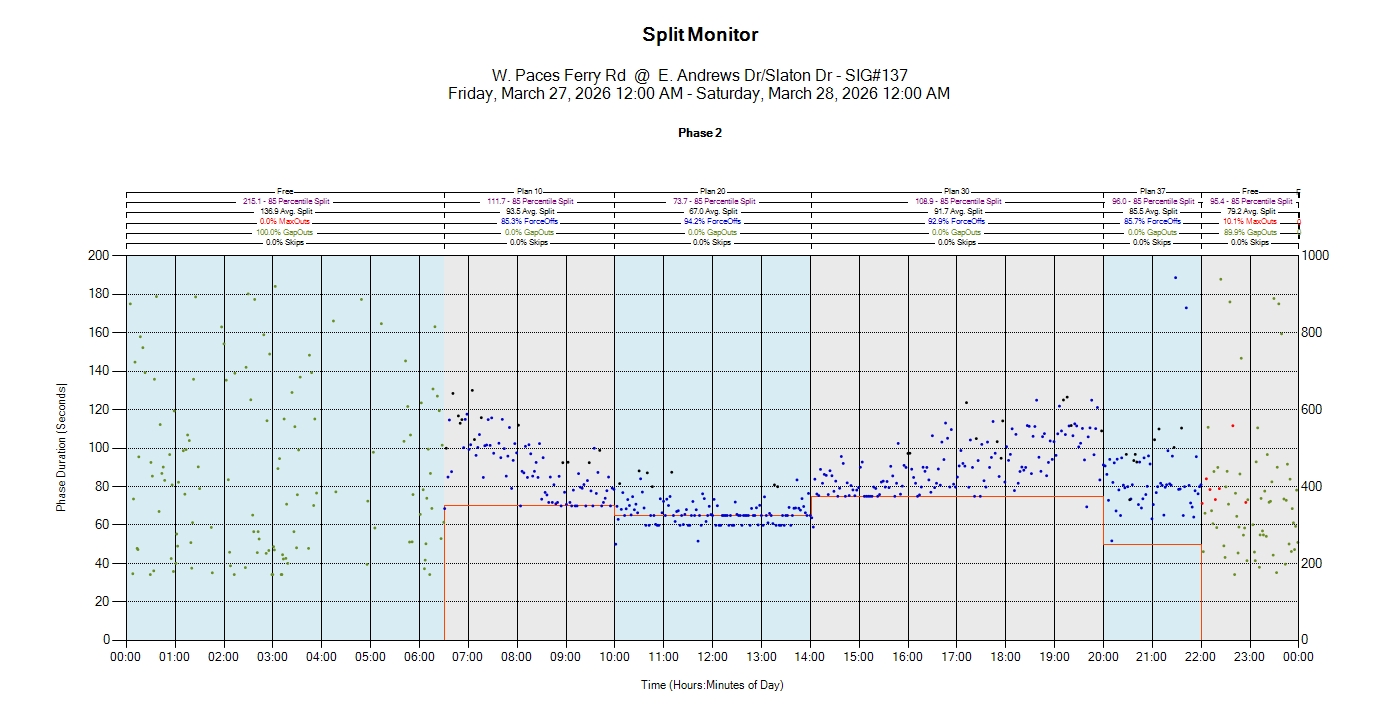 Split Monitor
W. Paces Ferry Rd @ E. Andrews Dr/Slaton Dr - SIG#137
Friday, March 27, 2026 12:00 AM - Saturday, March 28, 2026 12:00 AM
Phase 2
Free Plan 10 Plan 20 Plan 30 Plan 37 Free F
215.1 - 85 Percentile Split 111.7 - 85 Percentile Split 73.7 - 85 Percentile Split 108.9 - 85 Percentile Split 96.0 - 85 Percentile Split 95.4 - 85 Percentile Split
136.9 Avg. Split 93.5 Avg. Split 67.0 Avg. Split 91.7 Avg. Split 85.5 Avg. Split 79.2 Avg. Split
0.0% MaxOuts 85.3% ForceOffs 94.2% ForceOffs 92.9% ForceOffs 85.7% ForceOffs 10.1% MaxOuts
100.0% GapOuts 0.0% GapOuts 0.0% GapOuts 0.0% GapOuts 0.0% GapOuts 89.9% GapOuts
0.0% Skips 0.0% Skips 0.0% Skips 0.0% Skips 0.0% Skips 0.0% Skips
200 1000
180
160 800
140
120 600
100
80 400
60
40 200
20
0 0
Phase Duration (Seconds)
00:00 01:00 02:00 03:00 04:00 05:00 06:00 07:00 08:00 09:00 10:00 11:00 12:00 13:00 14:00 15:00 16:00 17:00 18:00 19:00 20:00 21:00 22:00 23:00 00:00
Time (Hours:Minutes of Day)